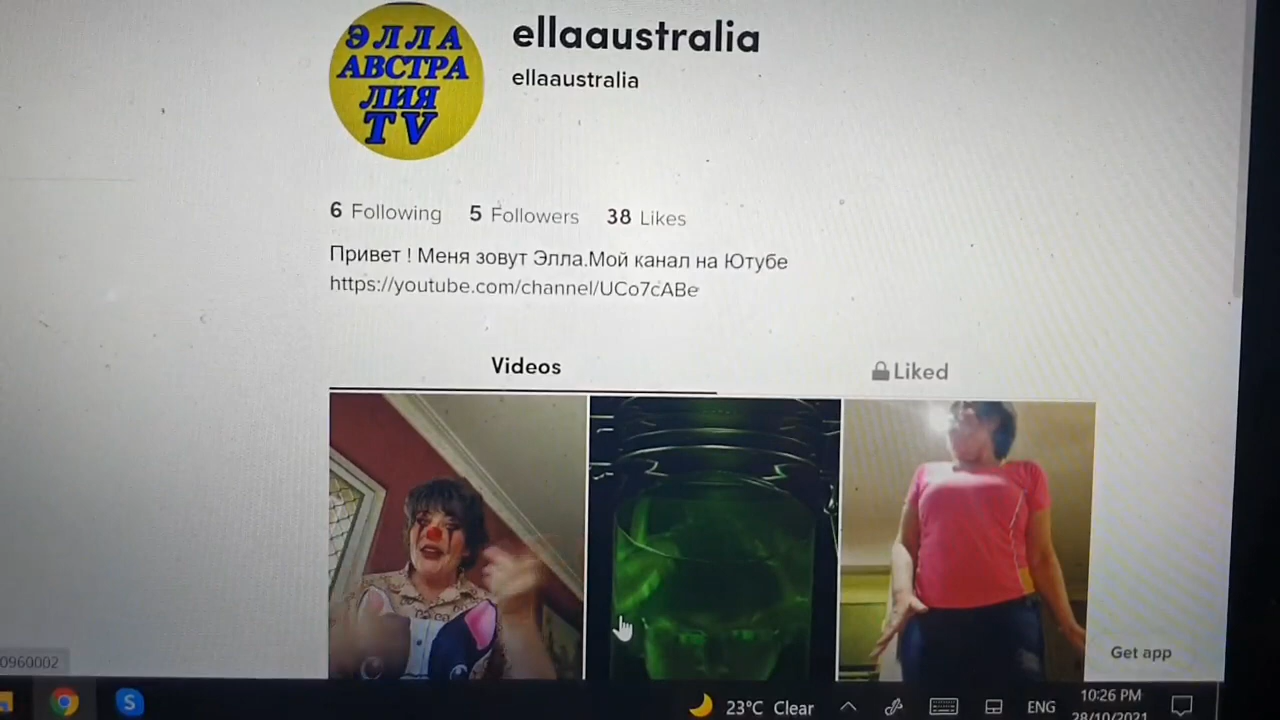 ЭЛЛА
АВСТРА
ЛИЯ
TV
ellaaustralia
ellaaustralia
6 Following 5 Followers 38 Likes
Привет ! Меня зовут Элла.Мой канал на Ютубе
https://youtube.com/channel/UCo7cABe
Videos
Liked
Get app
0960002
23°C Clear
ENG
10:26 PM
28/10/2021